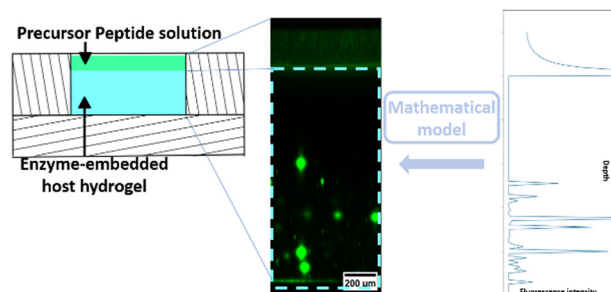 Precursor Peptide solution
Enzyme-embedded
host hydrogel
Mathematical
model
200 um
Depth
Fluorescence intensity